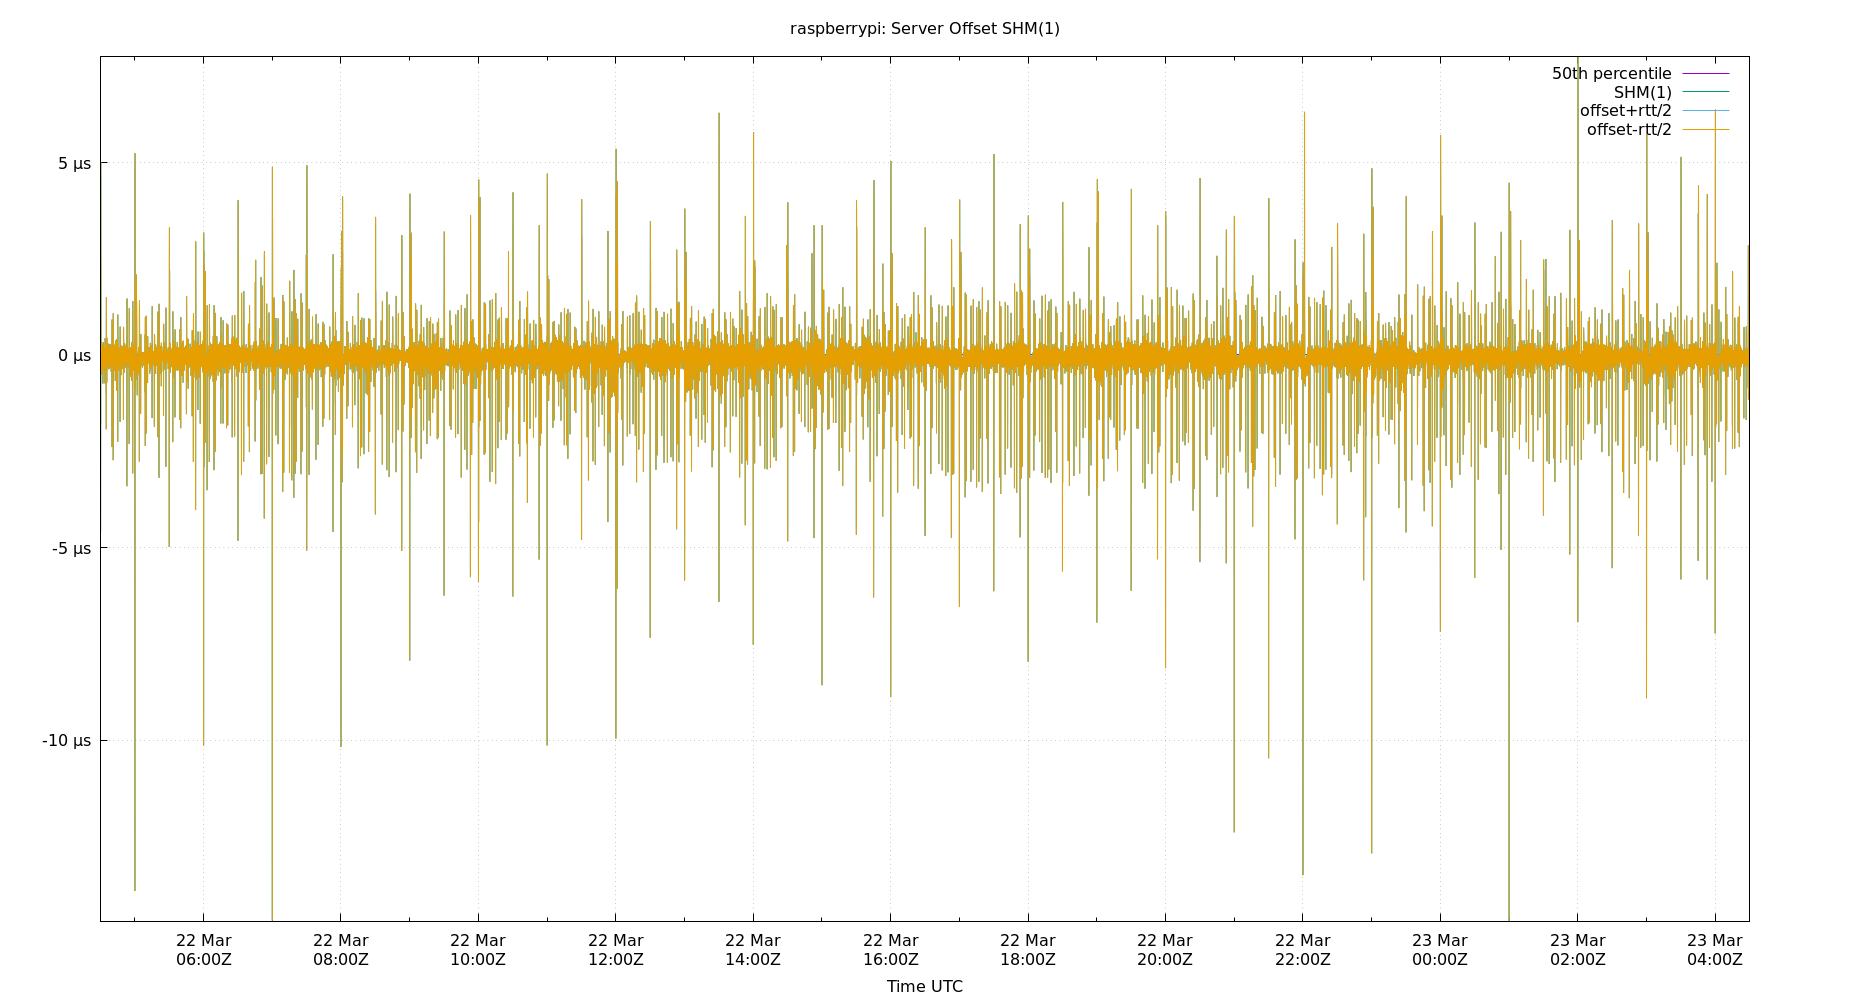 raspberrypi: Server Offset SHM(1)
50th percentile
SHM(1)
offset+rtt/2
offset-rtt/2
5 µs
0 µs
-5 µs
-10 µs
22 Mar 22 Mar 22 Mar 22 Mar 22 Mar 22 Mar 22 Mar 22 Mar 22 Mar 23 Mar 23 Mar 23 Mar
06:00Z 08:00Z 10:00Z 12:00Z 14:00Z 16:00Z 18:00Z 20:00Z 22:00Z 00:00Z 02:00Z 04:00Z
Time UTC